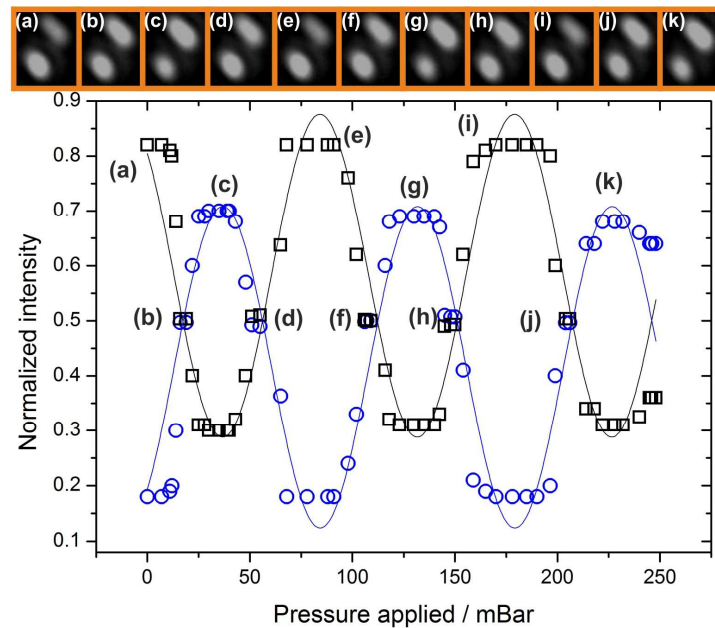 (a) (b) (c) (d) (e) (f) (g) (h) (i) (j) (k)
0.9
0.8
0.7
0.6
0.5
0.4
0.3
0.2
0.1
Normalized intensity
(a)
(b)
(c)
(d)
(e)
(f)
(g)
(h)
(i)
(j)
(k)
0 50 100 150 200 250
Pressure applied / mBar